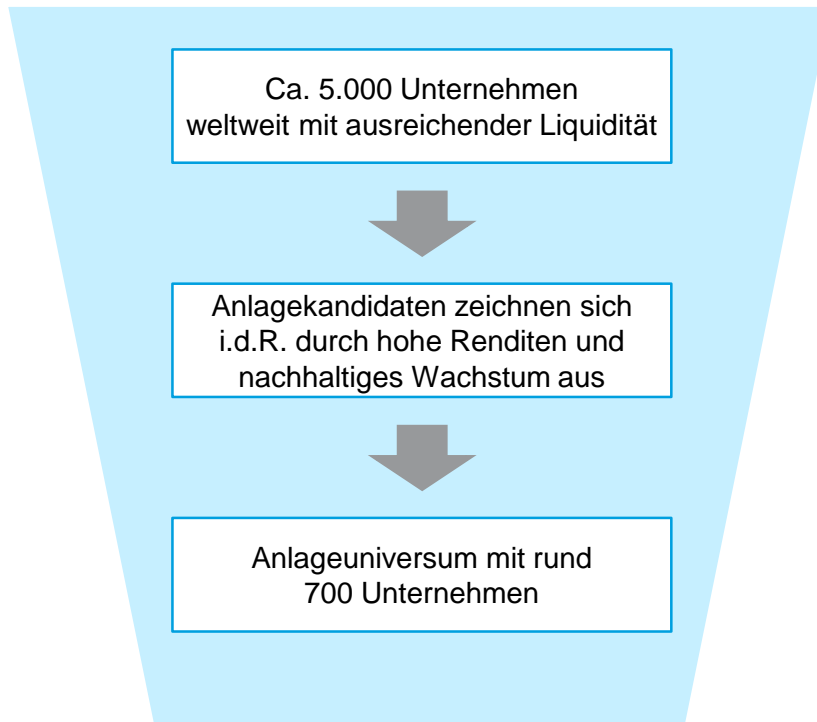 Ca. 5.000 Unternehmen
weltweit mit ausreichender Liquidität
Anlagekandidaten zeichnen sich
i.d.R. durch hohe Renditen und
nachhaltiges Wachstum aus
Anlageuniversum mit rund
700 Unternehmen